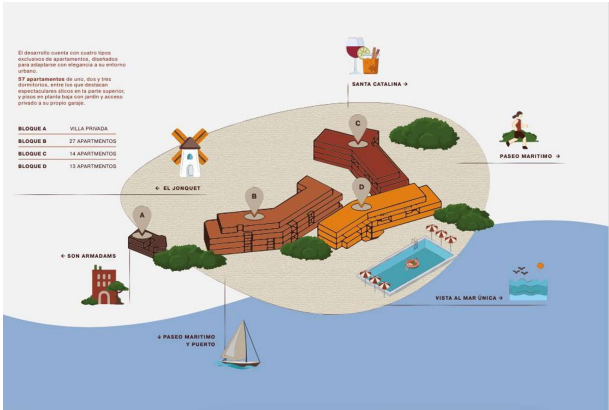 El desarrollo cuenta con cuatro tipos
exclusivos de apartamentos, diseñados
para adaptarse con elegancia a su entorno
urbano.
57 apartamentos de uno, dos y tres
dormitorios, entre los que destacan
espectaculares áticos en la parte superior,
y pisos en planta baja con jardín y acceso
privado a su propio garaje.
BLOQUE A VILLA PRIVADA
BLOQUE B 27 APARTMENTOS
BLOQUE C 14 APARTMENTOS
BLOQUE D 13 APARTMENTOS
SANTA CATALINA →
PASEO MARITIMO →
← EL JONQUET
C
B
D
A
← SON ARMADAMS
VISTA AL MAR ÚNICA →
↓ PASEO MARITIMO
Y PUERTO